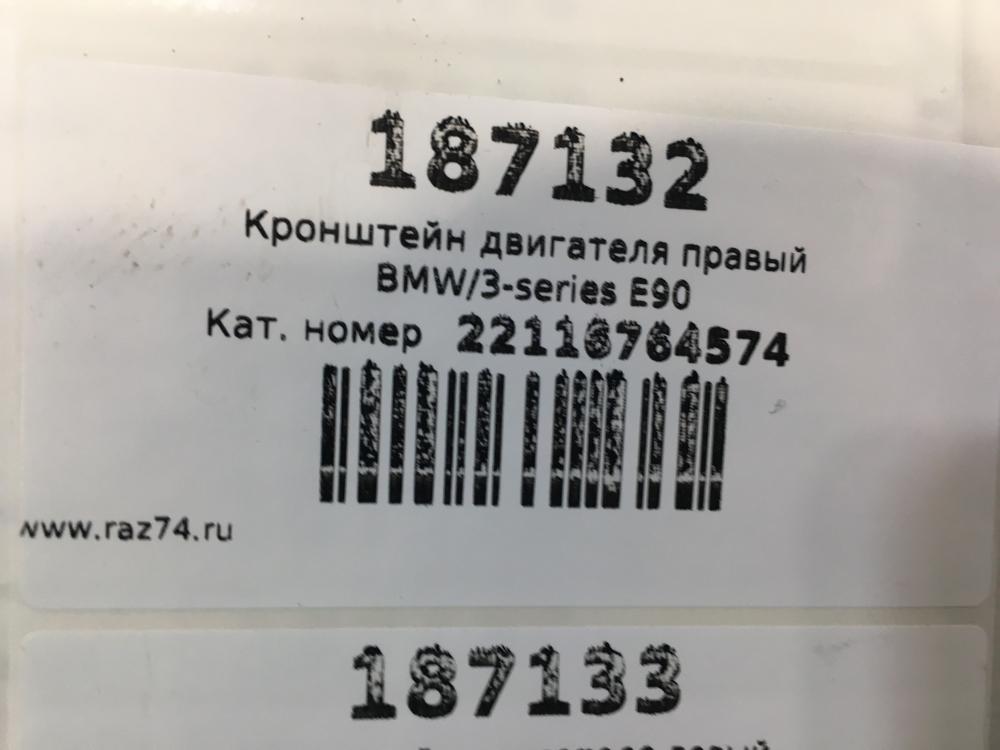 187132
Кронштейн двигателя правый
BMW/3-series E90
Кат. номер 22116764574
www.raz74.ru
187133